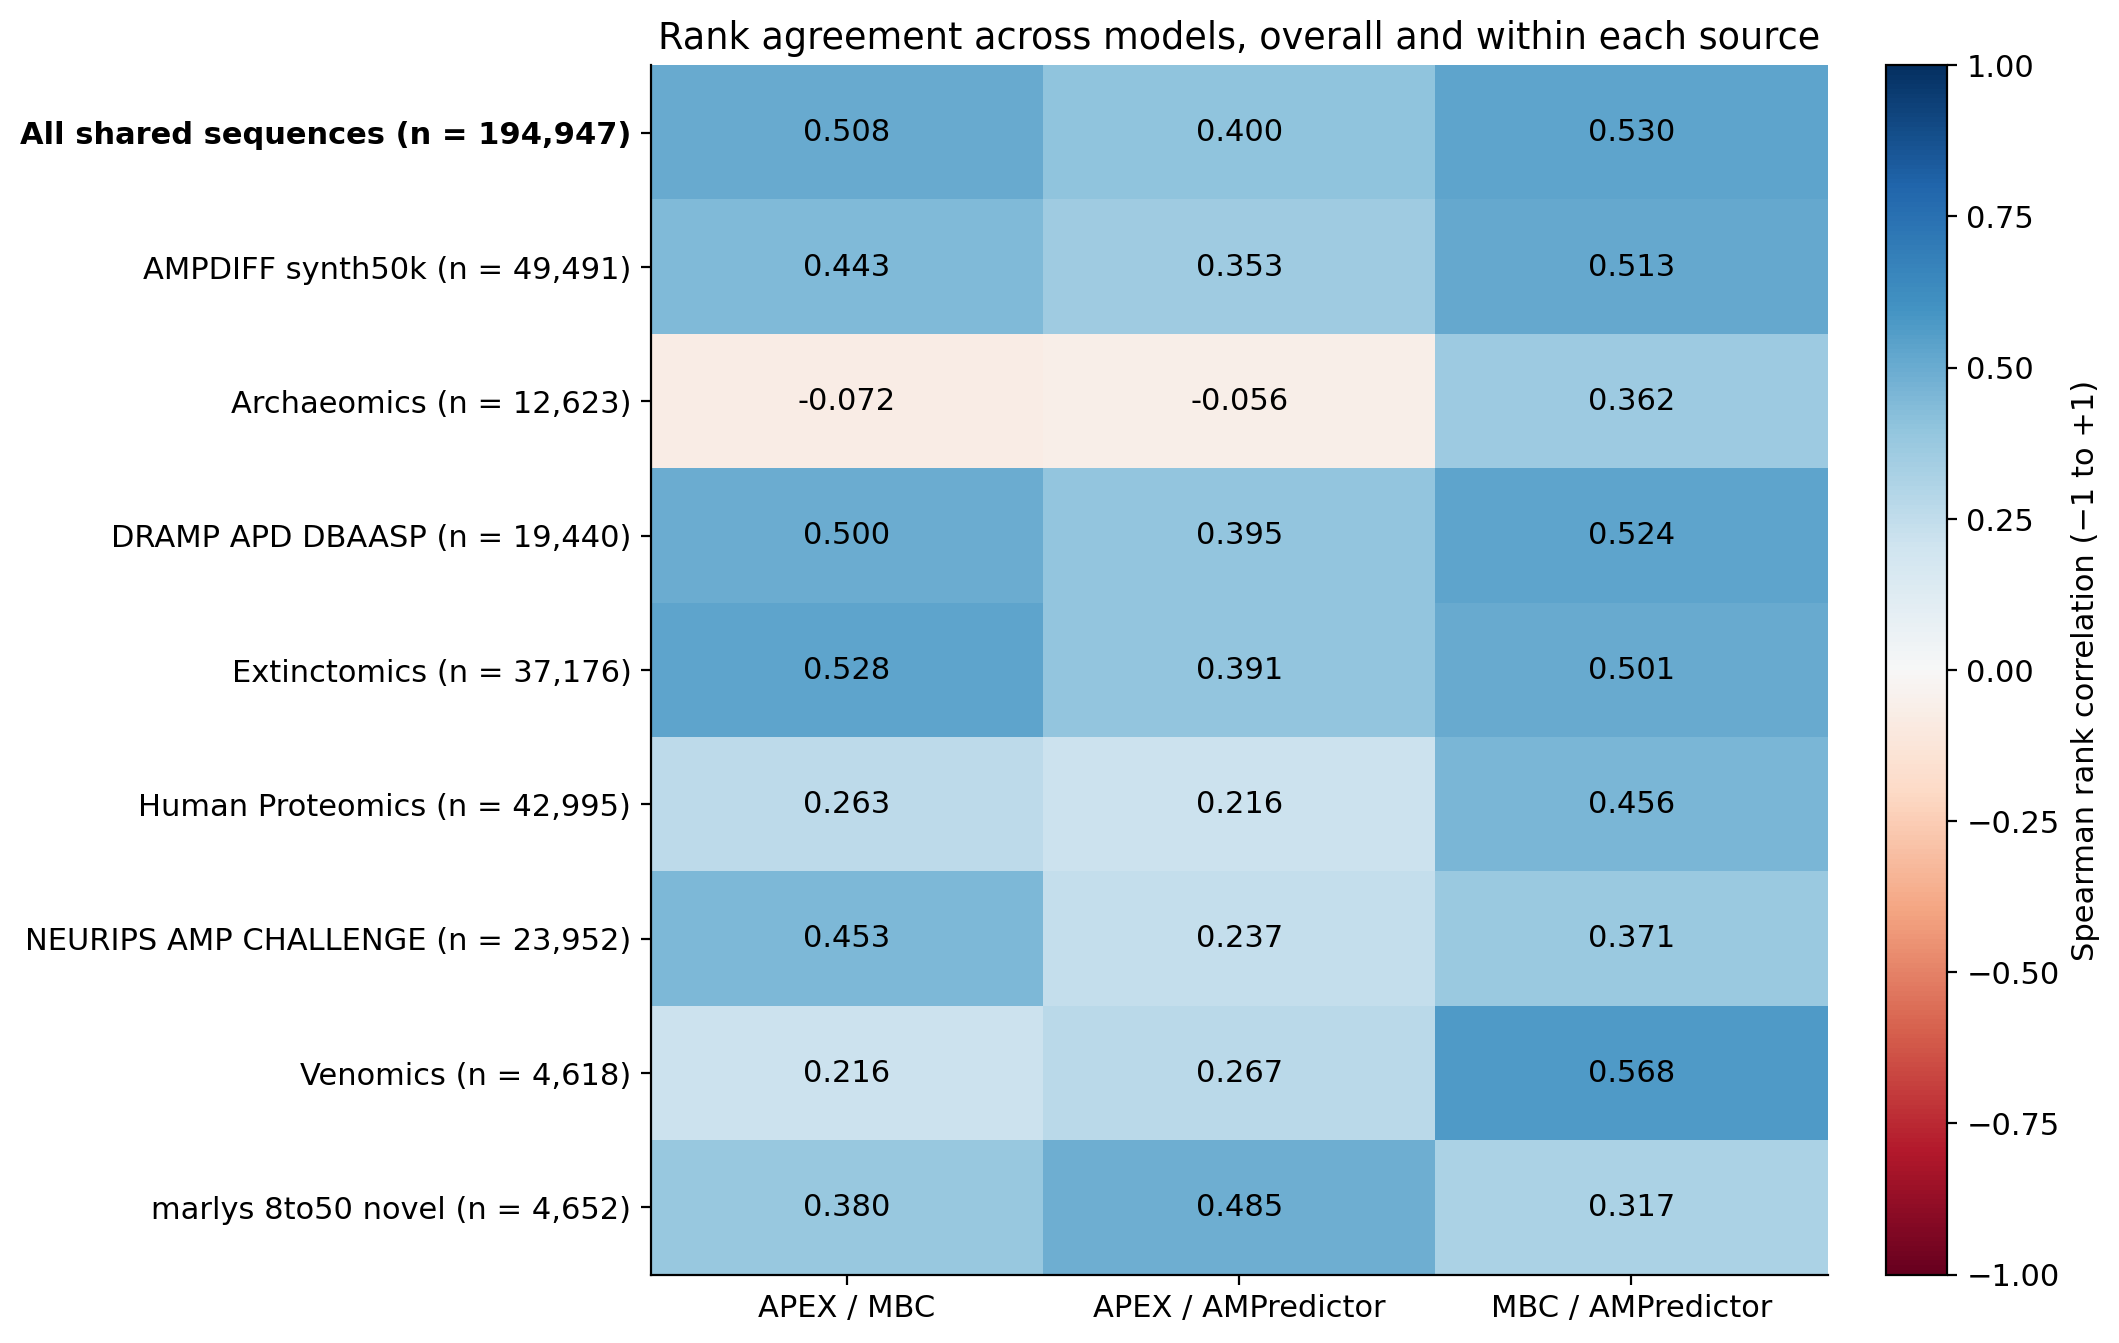 Rank agreement across models, overall and within each source
All shared sequences (n = 194,947) 0.508 0.400 0.530
AMPDIFF synth50k (n = 49,491) 0.443 0.353 0.513
Archaeomics (n = 12,623) -0.072 -0.056 0.362
DRAMP APD DBAASP (n = 19,440) 0.500 0.395 0.524
Extinctomics (n = 37,176) 0.528 0.391 0.501
Human Proteomics (n = 42,995) 0.263 0.216 0.456
NEURIPS AMP CHALLENGE (n = 23,952) 0.453 0.237 0.371
Venomics (n = 4,618) 0.216 0.267 0.568
marlys 8to50 novel (n = 4,652) 0.380 0.485 0.317
APEX / MBC APEX / AMPredictor MBC / AMPredictor
1.00
0.75
0.50
0.25
0.00
−0.25
−0.50
−0.75
−1.00
Spearman rank correlation (−1 to +1)